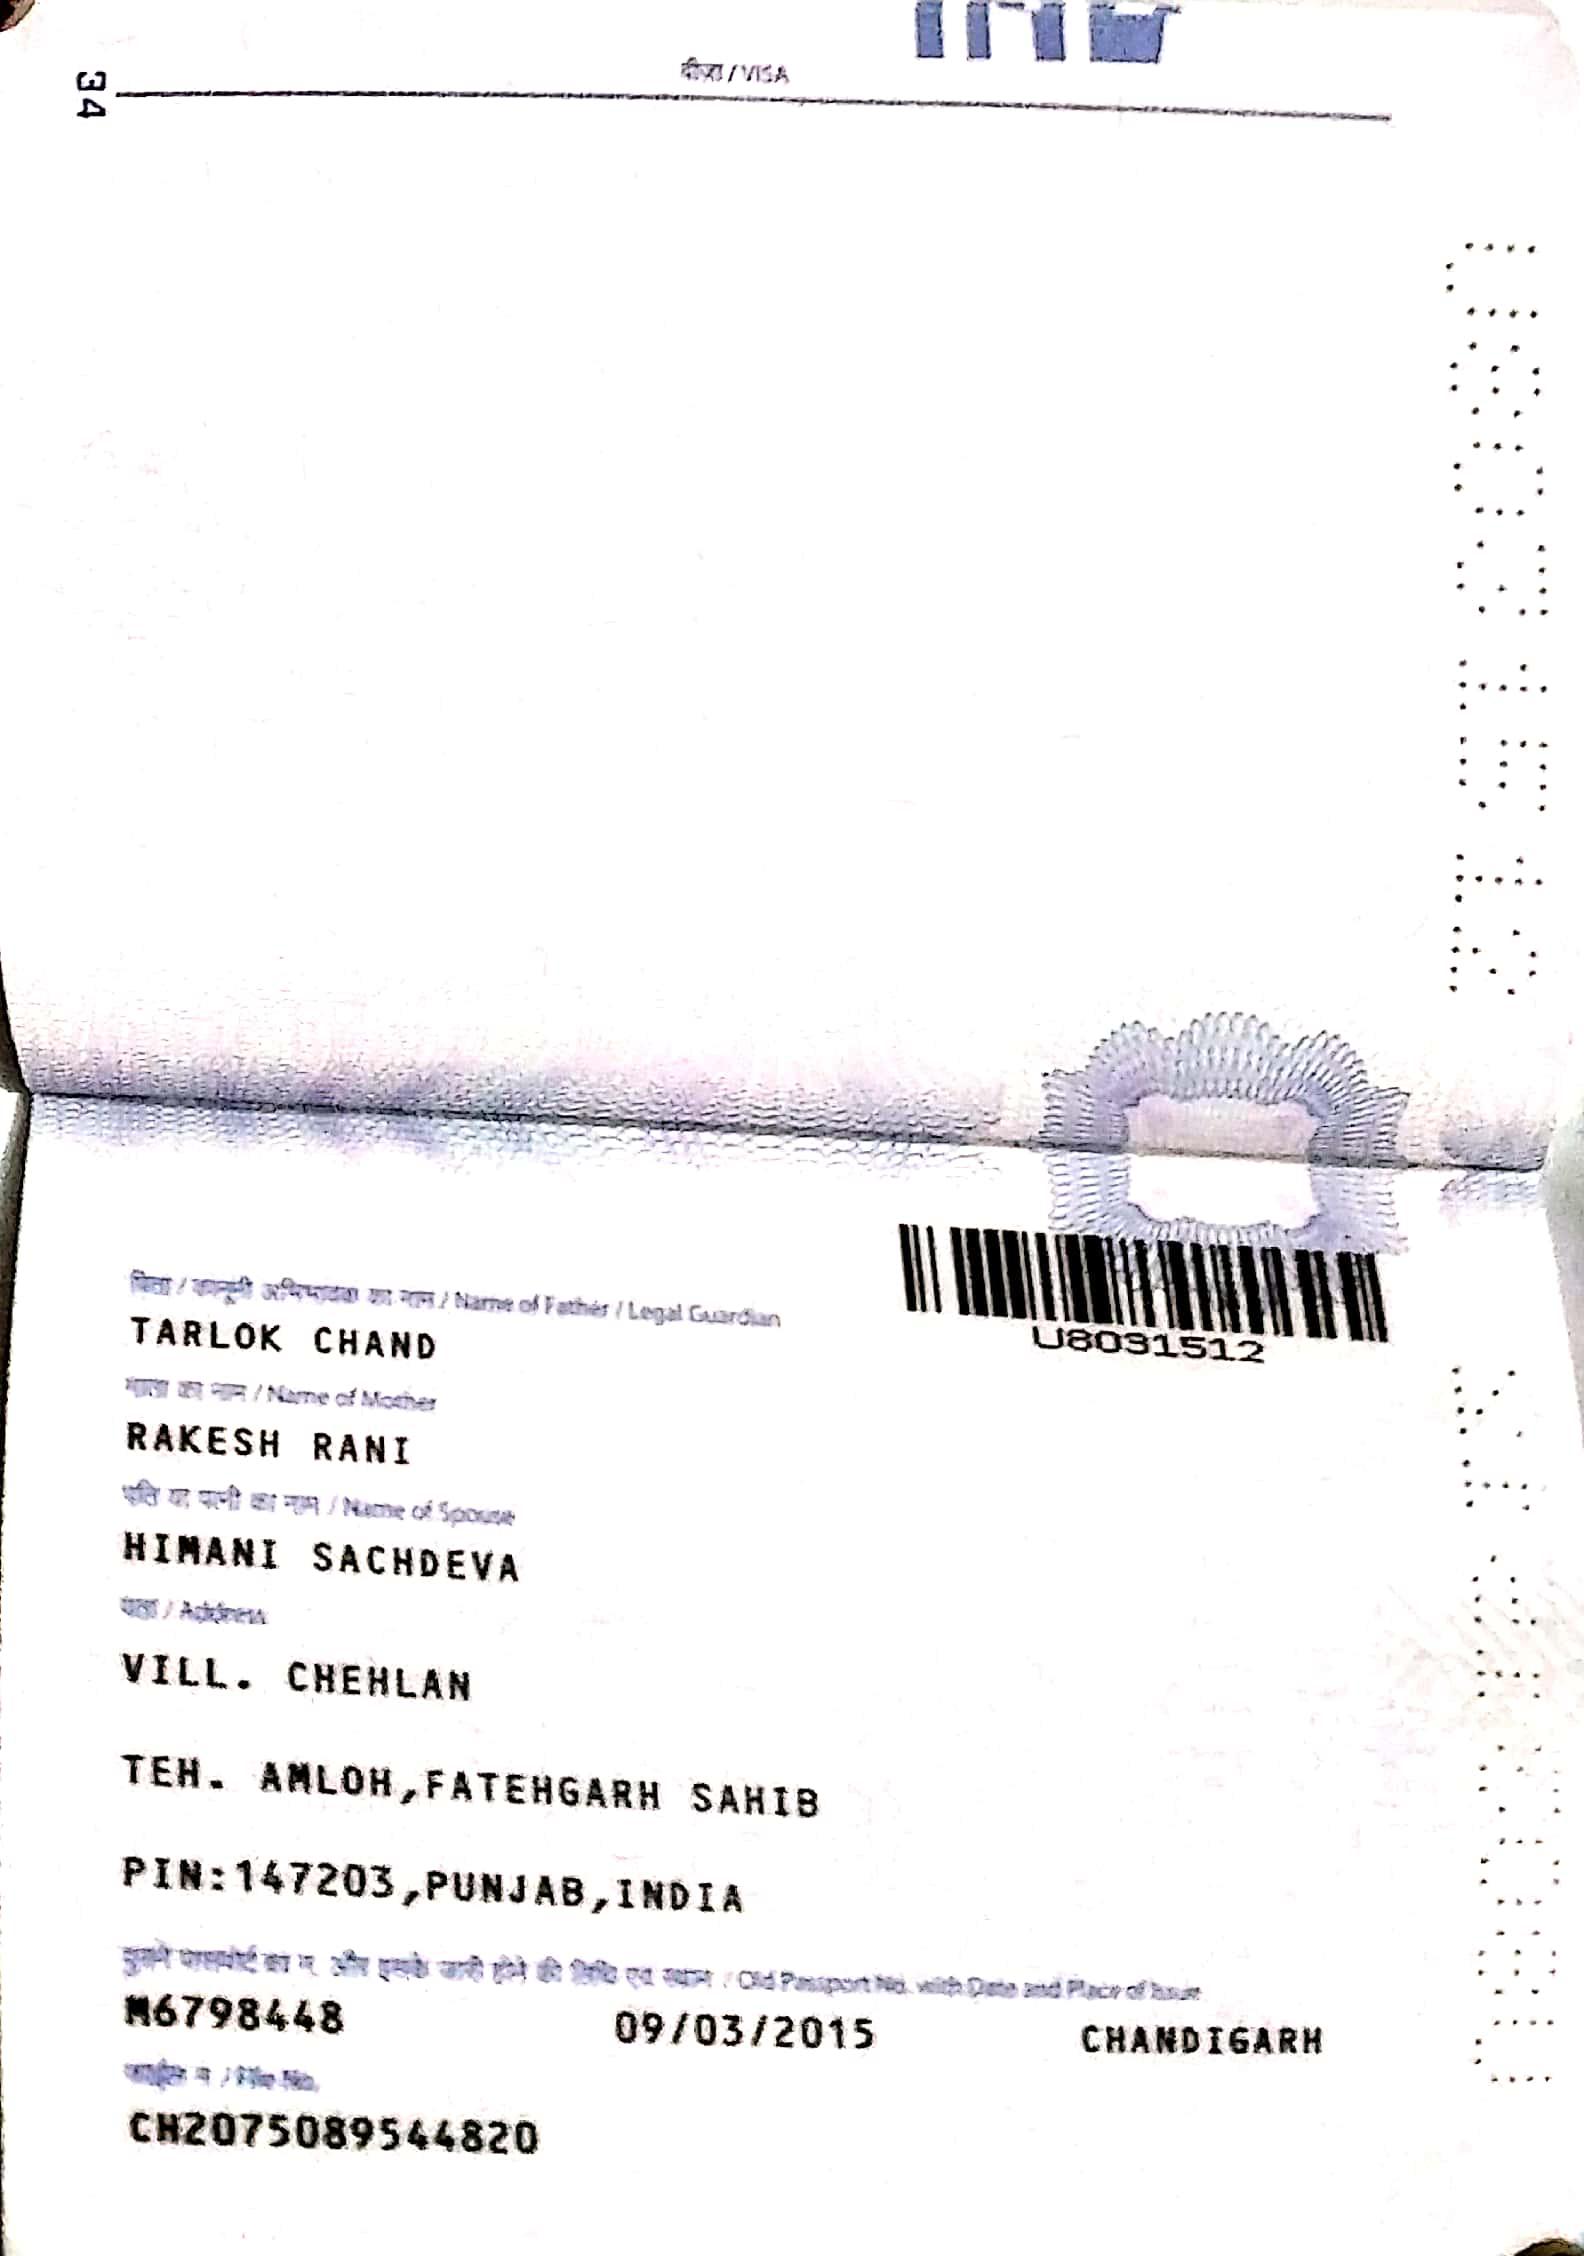 34
वीज़ा / VISA
U8031512
पिता / कानूनी अभिभावक का नाम / Name of Father / Legal Guardian
TARLOK CHAND
U8031512
माता का नाम / Name of Mother
RAKESH RANI
पति या पत्नी का नाम / Name of Spouse
HIMANI SACHDEVA
पता / Address
VILL. CHEHLAN
TEH. AMLOH,FATEHGARH SAHIB
PIN:147203,PUNJAB,INDIA
पुराने पासपोर्ट का न. और इसके जारी होने की तिथि एवं स्थान / Old Passport No. with Date and Place of Issue
M6798448 09/03/2015 CHANDIGARH
फाईल न. / File No.
CH2075089544820
U8031512